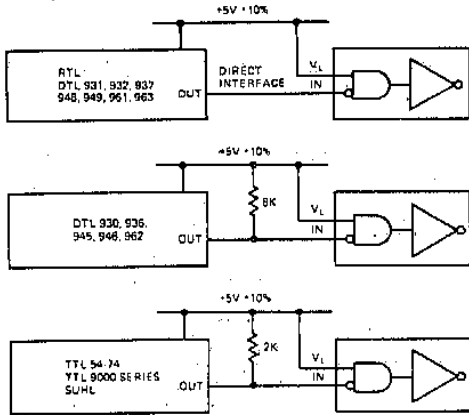 +5V +10%
RTL
DTL 931, 932, 937
948, 949, 961, 963
OUT
DIRECT
INTERFACE
VL
IN
+5V +10%
8K
DTL 930, 936,
945, 946, 962
OUT
VL
IN
+5V +10%
2K
TTL 54-74
TTL 9000 SERIES
SUHL
OUT
VL
IN